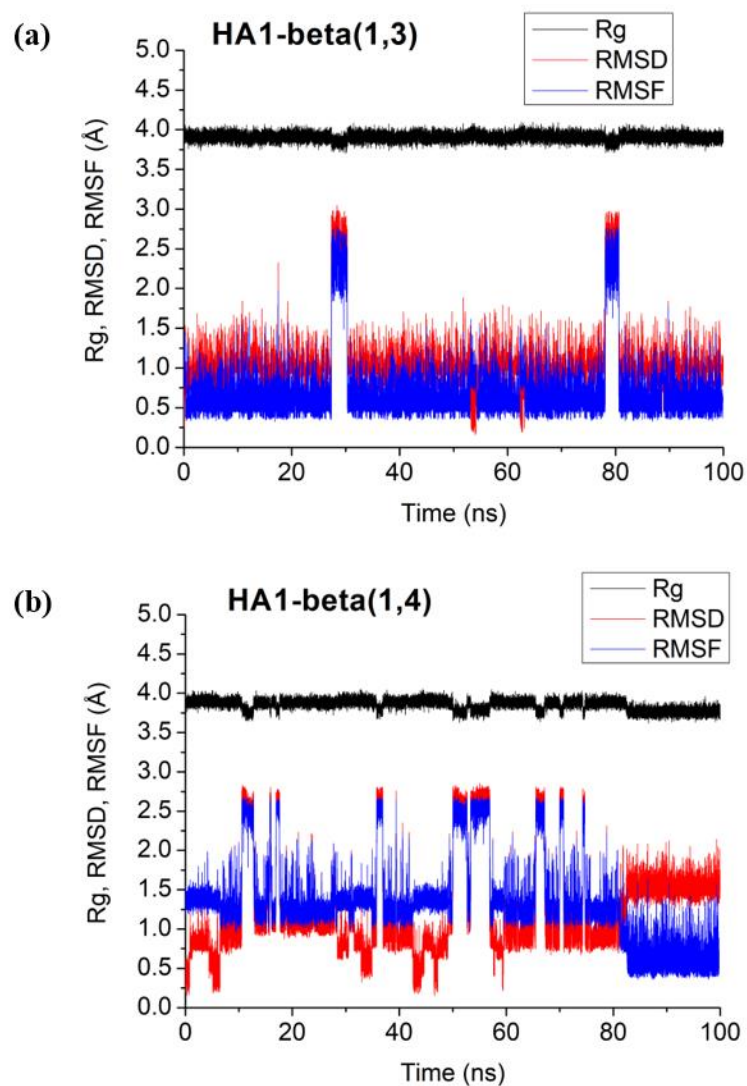 (a)
HA1-beta(1,3)
Rg
RMSD
RMSF
Rg, RMSD, RMSF (Å)
5.0
4.5
4.0
3.5
3.0
2.5
2.0
1.5
1.0
0.5
0.0
0 20 40 60 80 100
Time (ns)
(b)
HA1-beta(1,4)
Rg
RMSD
RMSF
Rg, RMSD, RMSF (Å)
5.0
4.5
4.0
3.5
3.0
2.5
2.0
1.5
1.0
0.5
0.0
0 20 40 60 80 100
Time (ns)